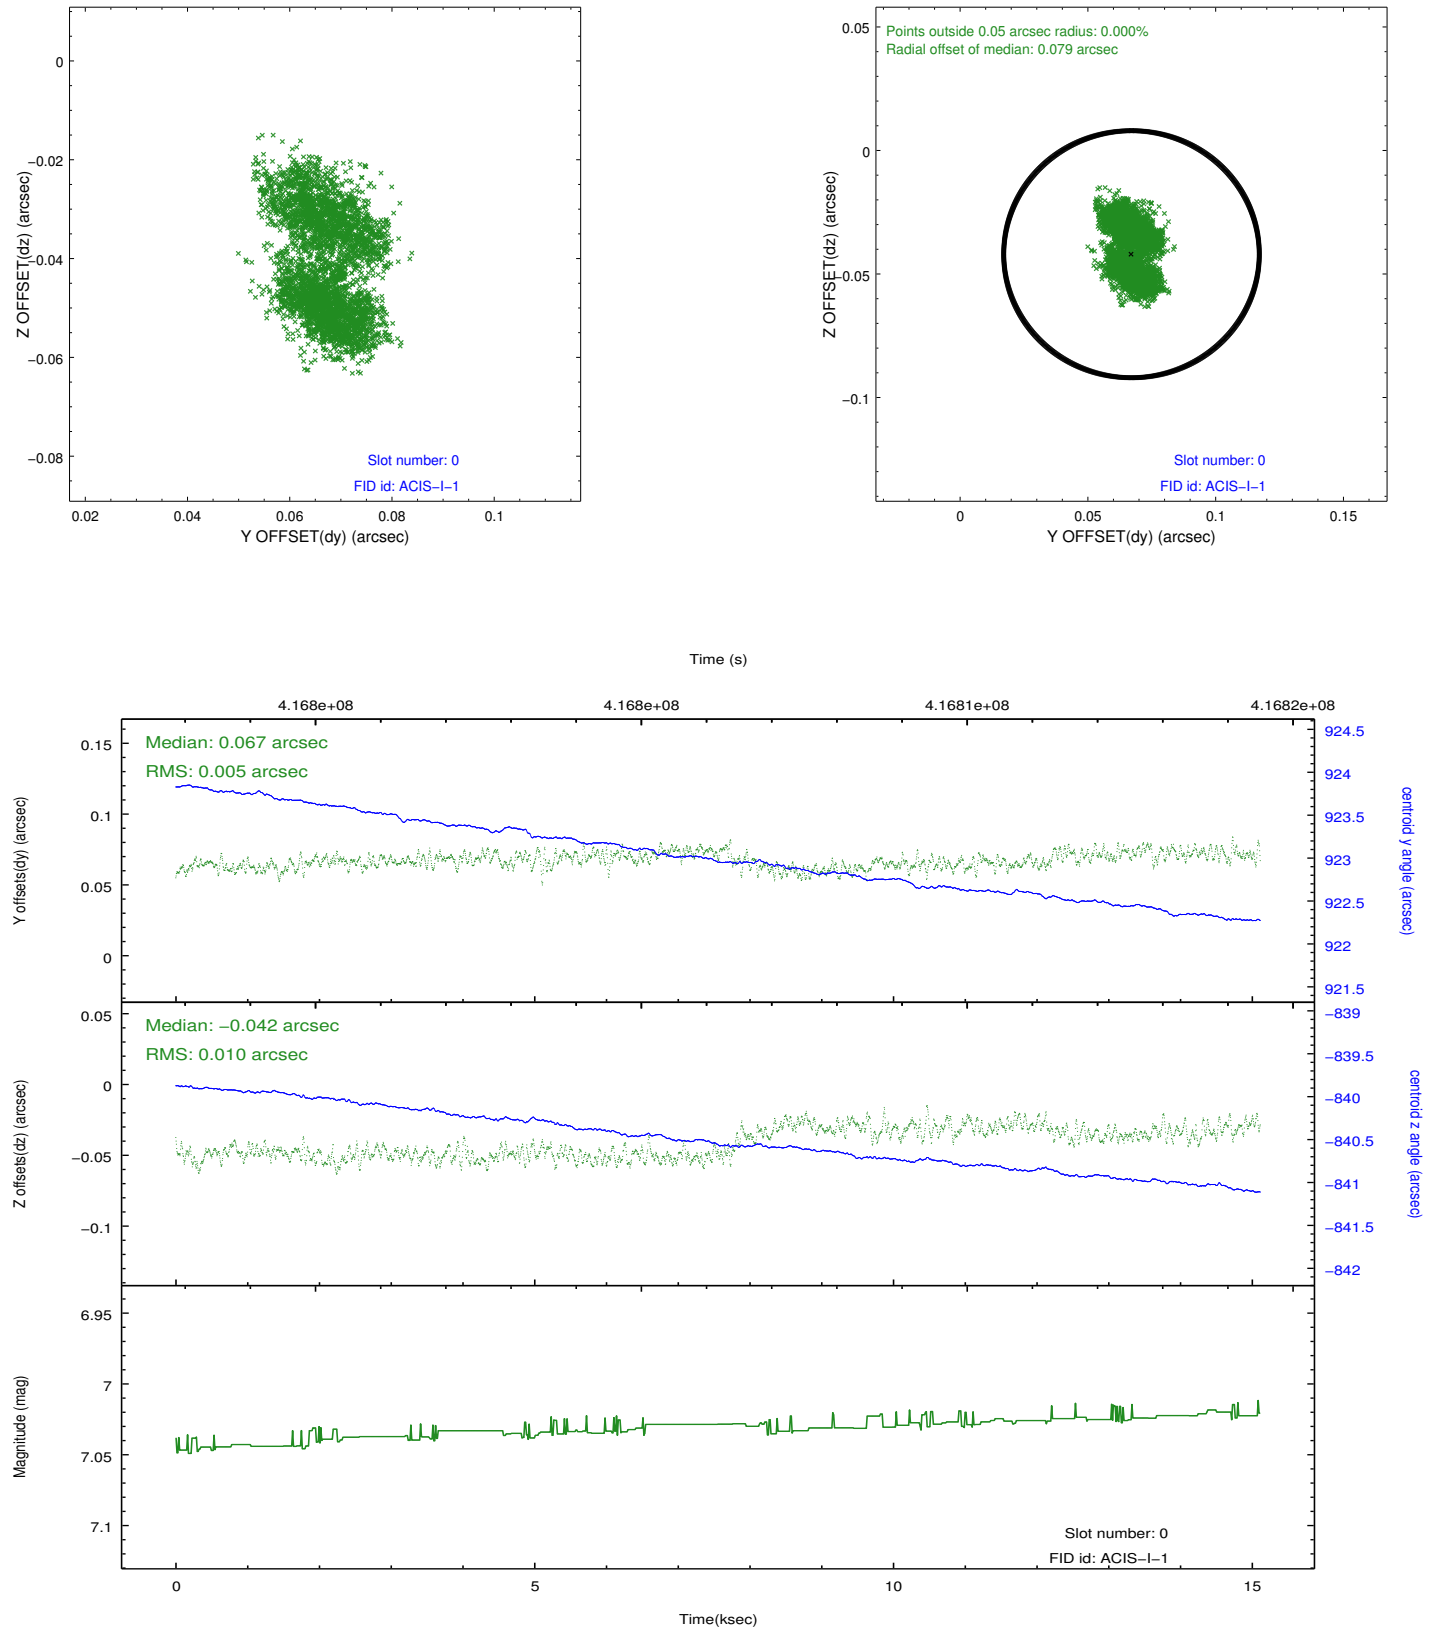 0
−0.02
−0.04
−0.06
−0.08
Z OFFSET(dz) (arcsec)
Slot number: 0
FID id: ACIS−I−1
0.02
0.04
0.06
0.08
0.1
Y OFFSET(dy) (arcsec)
0.05
0
−0.05
−0.1
Z OFFSET(dz) (arcsec)
Points outside 0.05 arcsec radius: 0.000%
Radial offset of median: 0.079 arcsec
Slot number: 0
FID id: ACIS−I−1
0
0.05
0.1
0.15
Y OFFSET(dy) (arcsec)
Time (s)
4.168e+08
4.168e+08
4.1681e+08
4.1682e+08
Median: 0.067 arcsec
RMS: 0.005 arcsec
0.15
0.1
0.05
0
Y offsets(dy) (arcsec)
924.5
924
923.5
923
922.5
922
921.5
centroid y angle (arcsec)
Median: −0.042 arcsec
RMS: 0.010 arcsec
0.05
0
−0.05
−0.1
Z offsets(dz) (arcsec)
−839
−839.5
−840
−840.5
−841
−841.5
−842
centroid z angle (arcsec)
6.95
7
7.05
7.1
Magnitude (mag)
Slot number: 0
FID id: ACIS−I−1
0
5
10
15
Time(ksec)